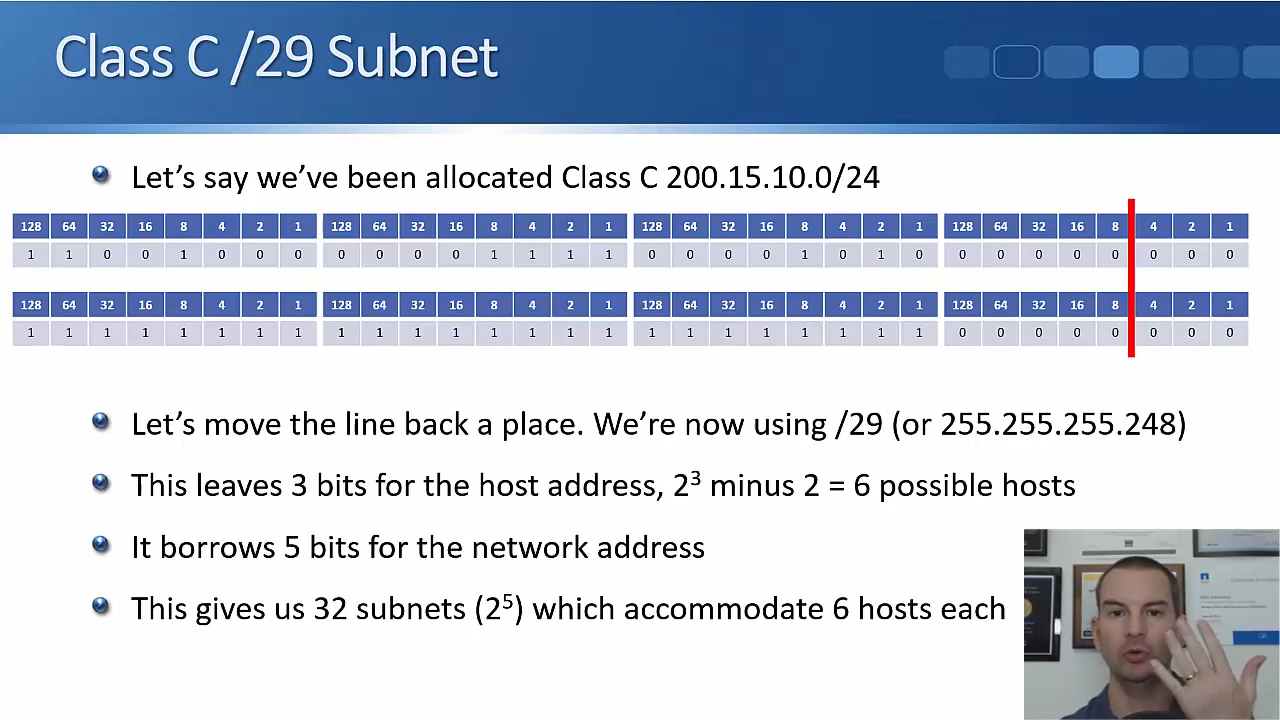 Class C /29 Subnet
Let's say we've been allocated Class C 200.15.10.0/24
128 64 32 16 8 4 2 1 128 64 32 16 8 4 2 1 128 64 32 16 8 4 2 1 128 64 32 16 8 4 2 1
1 1 0 0 1 0 0 0 0 0 0 0 1 1 1 1 0 0 0 0 1 0 1 0 0 0 0 0 0 0 0 0
128 64 32 16 8 4 2 1 128 64 32 16 8 4 2 1 128 64 32 16 8 4 2 1 128 64 32 16 8 4 2 1
1 1 1 1 1 1 1 1 1 1 1 1 1 1 1 1 1 1 1 1 1 1 1 1 0 0 0 0 0 0 0 0
Let's move the line back a place. We're now using /29 (or 255.255.255.248)
This leaves 3 bits for the host address, 2³ minus 2 = 6 possible hosts
It borrows 5 bits for the network address
This gives us 32 subnets (2⁵) which accommodate 6 hosts each